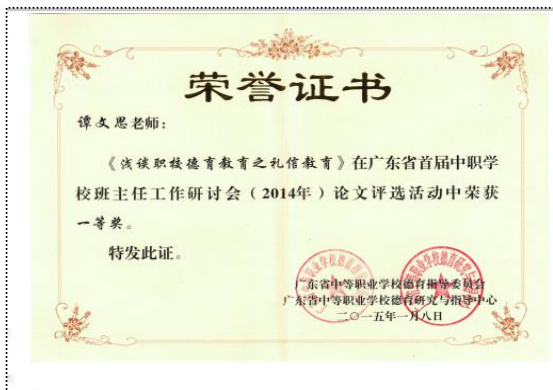 荣誉证书
谭文思老师：
《浅谈职校德育教育之礼信教育》在广东省首届中职学
校班主任工作研讨会（2014年）论文评选活动中荣获
一等奖。
特发此证。
广东省中等职业学校德育指导委员会
广东省中等职业学校德育研究与指导中心
二〇一五年一月八日